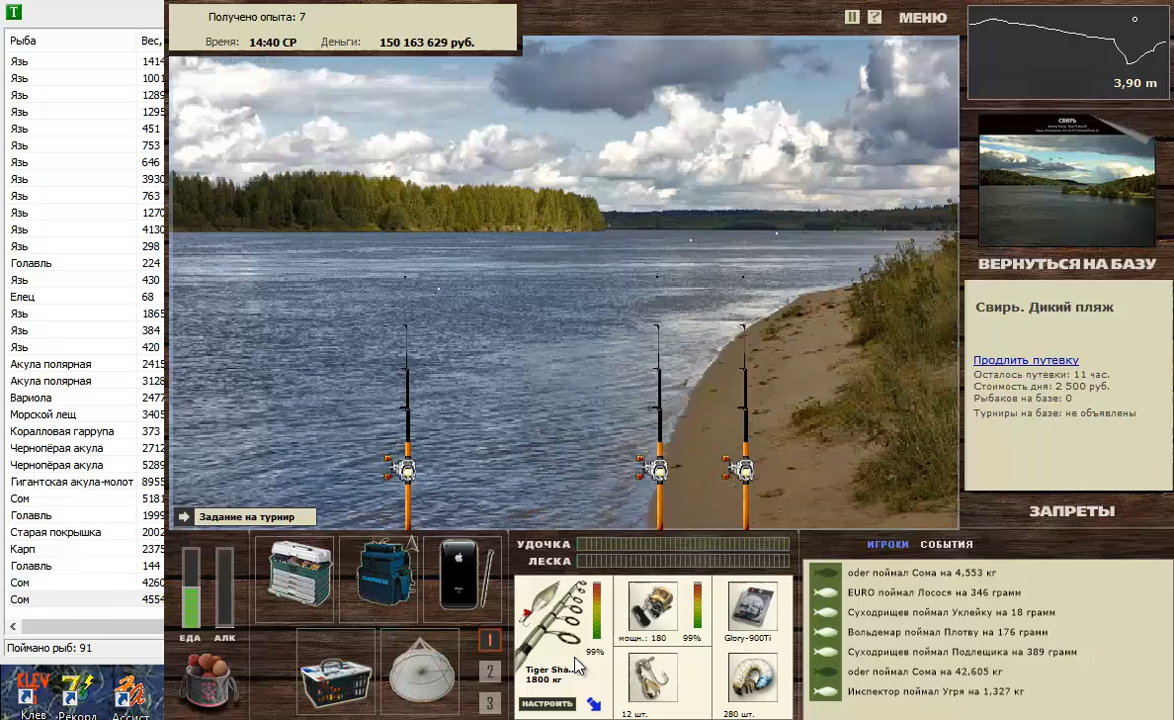 Рыба Вес,
Язь 1414
Язь 1001
Язь 1289
Язь 1295
Язь 451
Язь 753
Язь 646
Язь 3930
Язь 763
Язь 1270
Язь 4130
Язь 298
Голавль 224
Язь 430
Елец 68
Язь 1865
Язь 384
Язь 420
Акула полярная 2415
Акула полярная 3128
Вариола 2477
Морской лещ 3405
Коралловая гаррупа 373
Чернопёрая акула 2712
Чернопёрая акула 5289
Гигантская акула-молот 8955
Сом 5181
Голавль 1999
Старая покрышка 2002
Карп 2375
Голавль 144
Сом 4260
Сом 4554
Поймано рыб: 91
Клев
Рекорд
Ассист
Получено опыта: 7
Время: 14:40 СР Деньги: 150 163 629 руб.
МЕНЮ
3,90 m
СВИРЬ
ВЕРНУТЬСЯ НА БАЗУ
Свирь. Дикий пляж
Продлить путевку
Осталось путевки: 11 час.
Стоимость дня: 2 500 руб.
Рыбаков на базе: 0
Турниры на базе: не объявлены
ЗАПРЕТЫ
Задание на турнир
ЕДА АЛК
1
2
3
УДОЧКА
ЛЕСКА
99%
Tiger Sha...
1800 кг
НАСТРОИТЬ
мощн.: 180 99%
Glory-900Ti
12 шт.
280 шт.
ИГРОКИ СОБЫТИЯ
oder поймал Сома на 4,553 кг
EURO поймал Лосося на 346 грамм
Суходрищев поймал Уклейку на 18 грамм
Вольдемар поймал Плотву на 176 грамм
Суходрищев поймал Подлещика на 389 грамм
oder поймал Сома на 42,605 кг
Инспектор поймал Угря на 1,327 кг